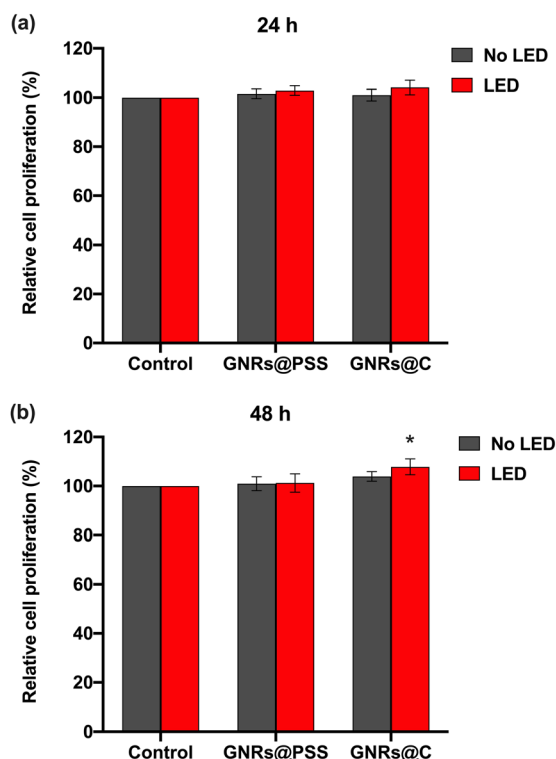 (a)
24 h
Relative cell proliferation (%)
120
100
80
60
40
20
0
Control GNRs@PSS GNRs@C
No LED
LED
(b)
48 h
Relative cell proliferation (%)
120
100
80
60
40
20
0
*
Control GNRs@PSS GNRs@C
No LED
LED